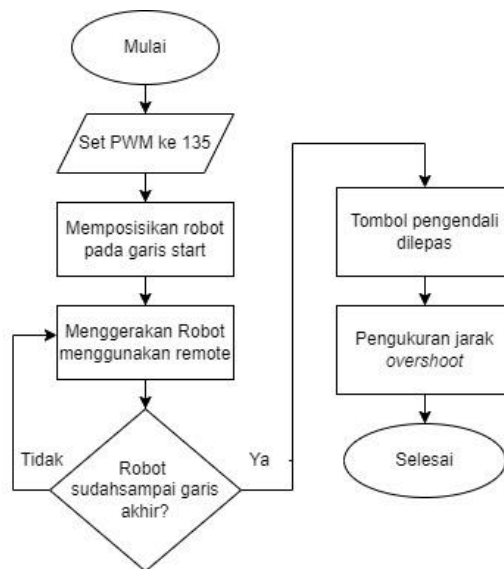 Mulai
Set PWM ke 135
Memposisikan robot
pada garis start
Menggerakan Robot
menggunakan remote
Robot
sudahsampai garis
akhir?
Tidak
Ya
Tombol pengendali
dilepas
Pengukuran jarak
overshoot
Selesai